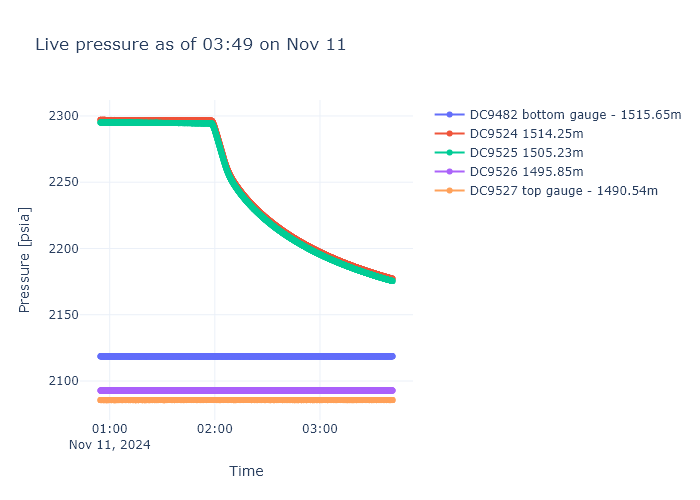 Live pressure as of 03:49 on Nov 11
DC9482 bottom gauge - 1515.65m
DC9524 1514.25m
DC9525 1505.23m
DC9526 1495.85m
DC9527 top gauge - 1490.54m
Pressure [psia]
2300
2250
2200
2150
2100
01:00 02:00 03:00
Nov 11, 2024
Time